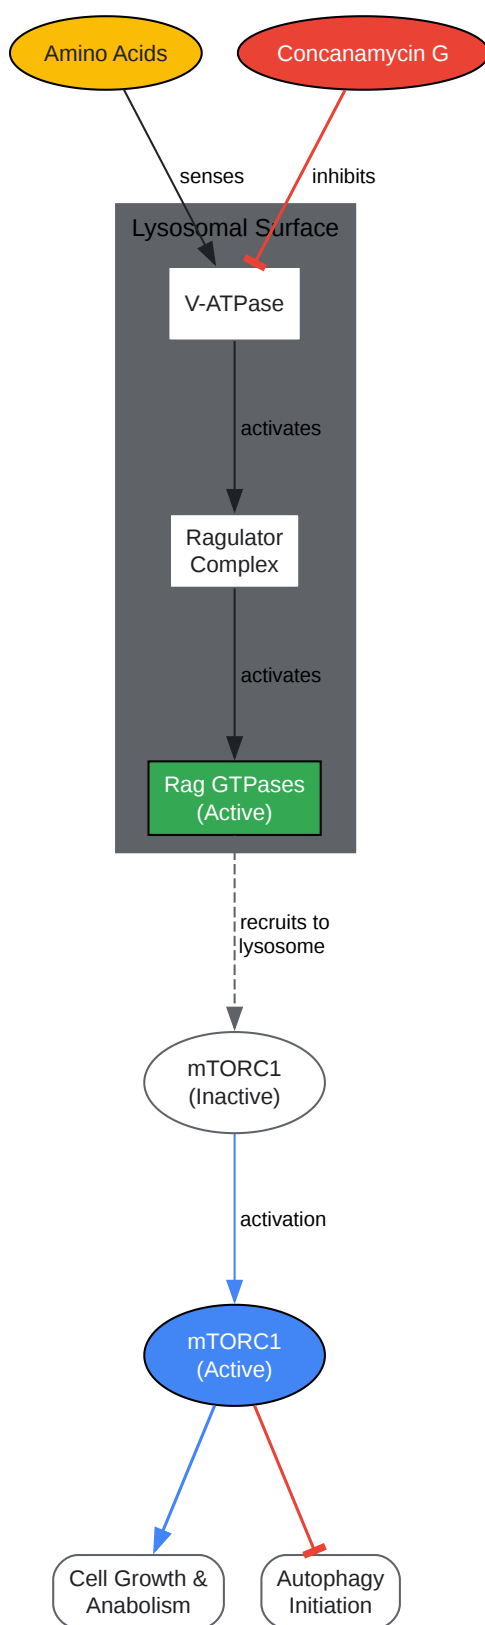 Amino Acids
Concanamycin G
senses
inhibits
Lysosomal Surface
V-ATPase
activates
Ragulator
Complex
activates
Rag GTPases
(Active)
recruits to
lysosome
mTORC1
(Inactive)
activation
mTORC1
(Active)
Cell Growth &
Anabolism
Autophagy
Initiation